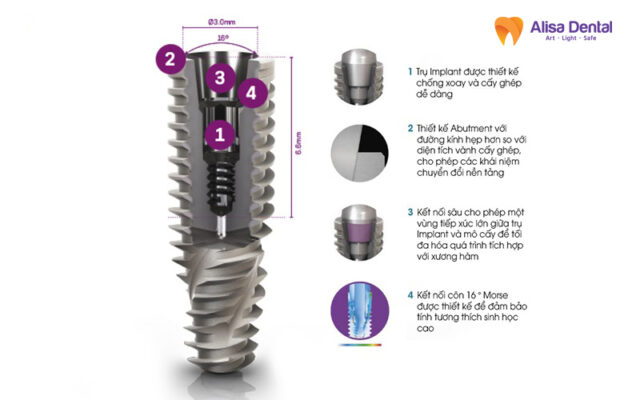 Alisa Dental
Art · Light · Safe
Ø3.0mm
16°
2
3
4
1
6.6mm
1 Trụ Implant được thiết kế
chống xoay và cấy ghép
dễ dàng
2 Thiết kế Abutment với
đường kính hẹp hơn so với
diện tích vành cấy ghép,
cho phép các khái niệm
chuyển đổi nền tảng
3 Kết nối sâu cho phép một
vùng tiếp xúc lớn giữa trụ
Implant và mô cấy để tối
đa hóa quá trình tích hợp
với xương hàm
4 Kết nối côn 16 ° Morse
được thiết kế để đảm bảo
tính tương thích sinh học
cao